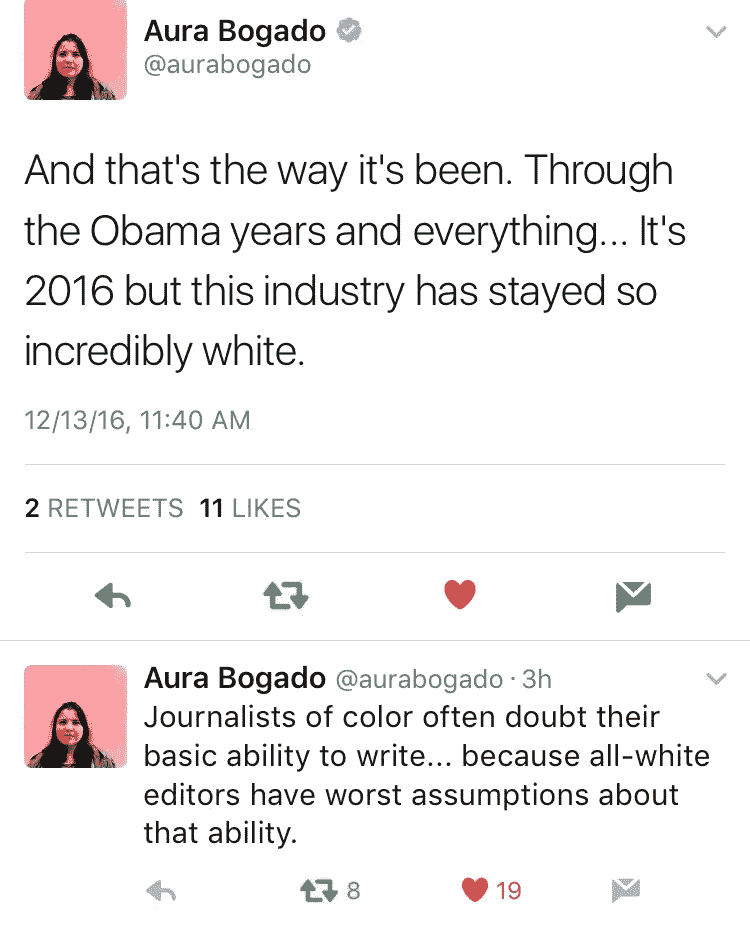 Aura Bogado
@aurabogado
And that's the way it's been. Through
the Obama years and everything... It's
2016 but this industry has stayed so
incredibly white.
12/13/16, 11:40 AM
2 RETWEETS 11 LIKES
Aura Bogado @aurabogado · 3h
Journalists of color often doubt their
basic ability to write... because all-white
editors have worst assumptions about
that ability.
8 19